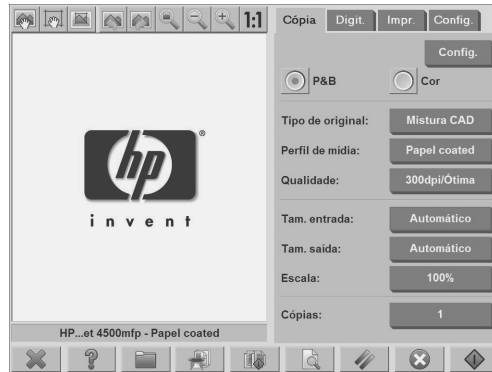 1:1
Cópia Digit. Impr. Config.
Config.
P&B Cor
Tipo de original: Mistura CAD
Perfil de mídia: Papel coated
Qualidade: 300dpi/Ótima
Tam. entrada: Automático
Tam. saída: Automático
Escala: 100%
Cópias: 1
hp®
invent
HP...et 4500mfp - Papel coated